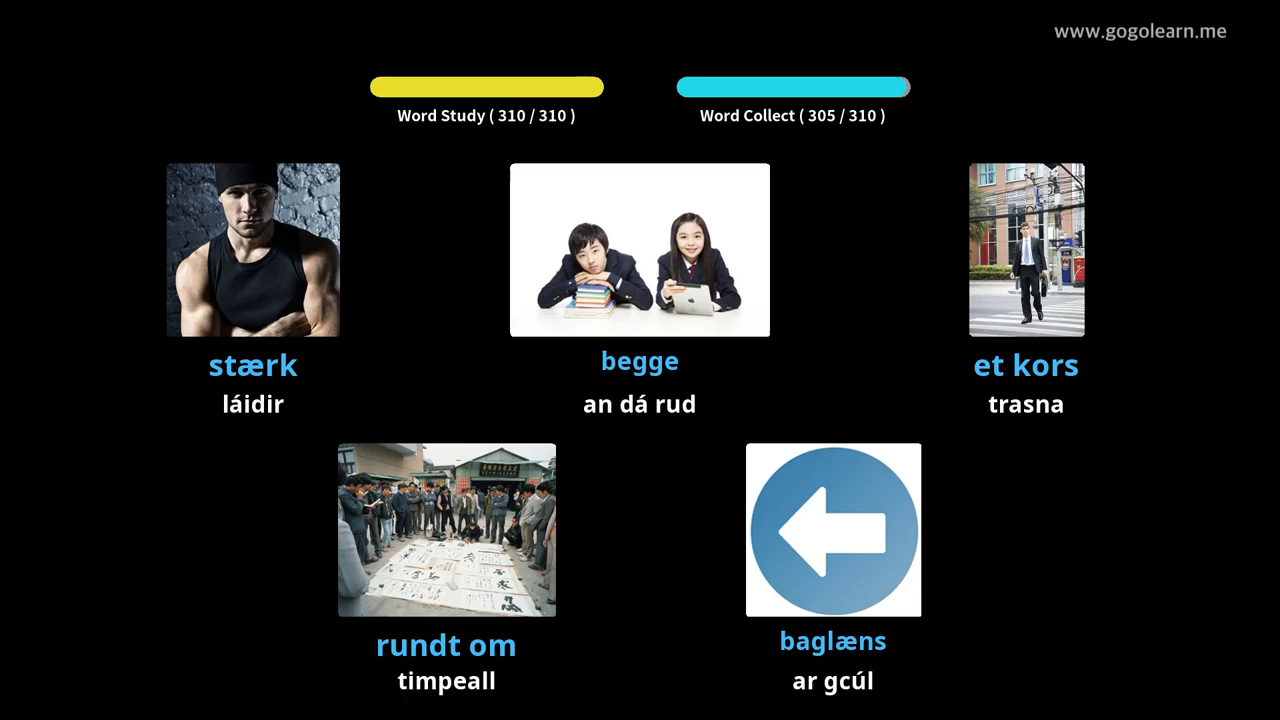 www.gogolearn.me
Word Study ( 310 / 310 )
Word Collect ( 305 / 310 )
stærk
begge
et kors
láidir
an dá rud
trasna
rundt om
baglæns
timpeall
ar gcúl